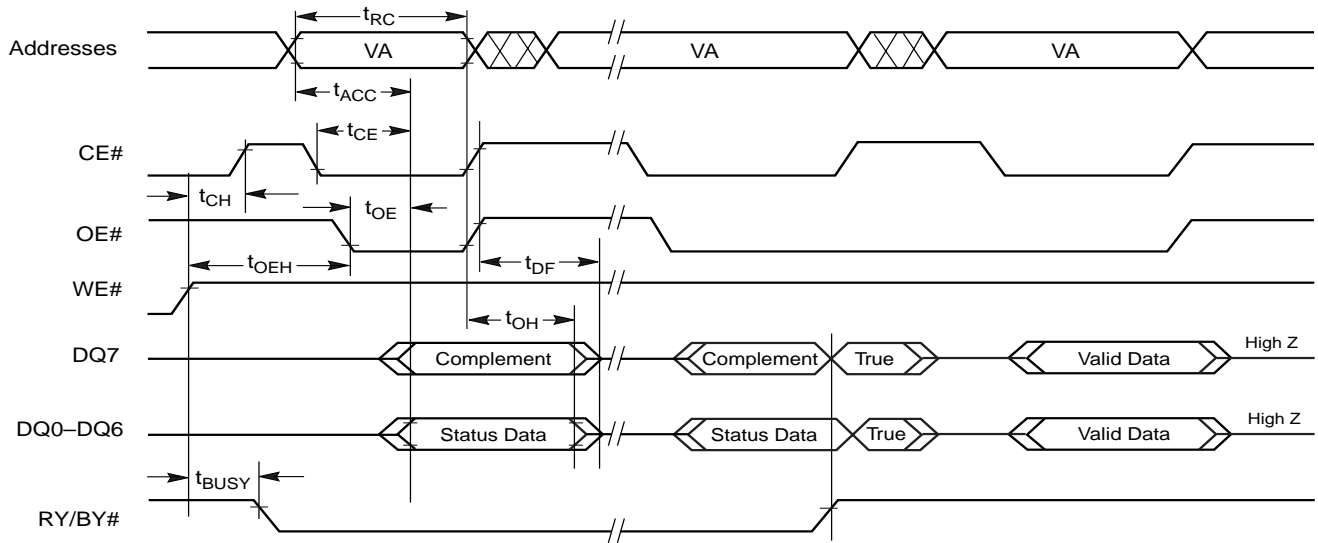 tRC
Addresses VA VA VA
tACC
tCE
CE#
tCH
tOE
OE#
tOEH
tDF
WE#
tOH
DQ7 Complement Complement True Valid Data High Z
DQ0–DQ6 Status Data Status Data True Valid Data High Z
tBUSY
RY/BY#